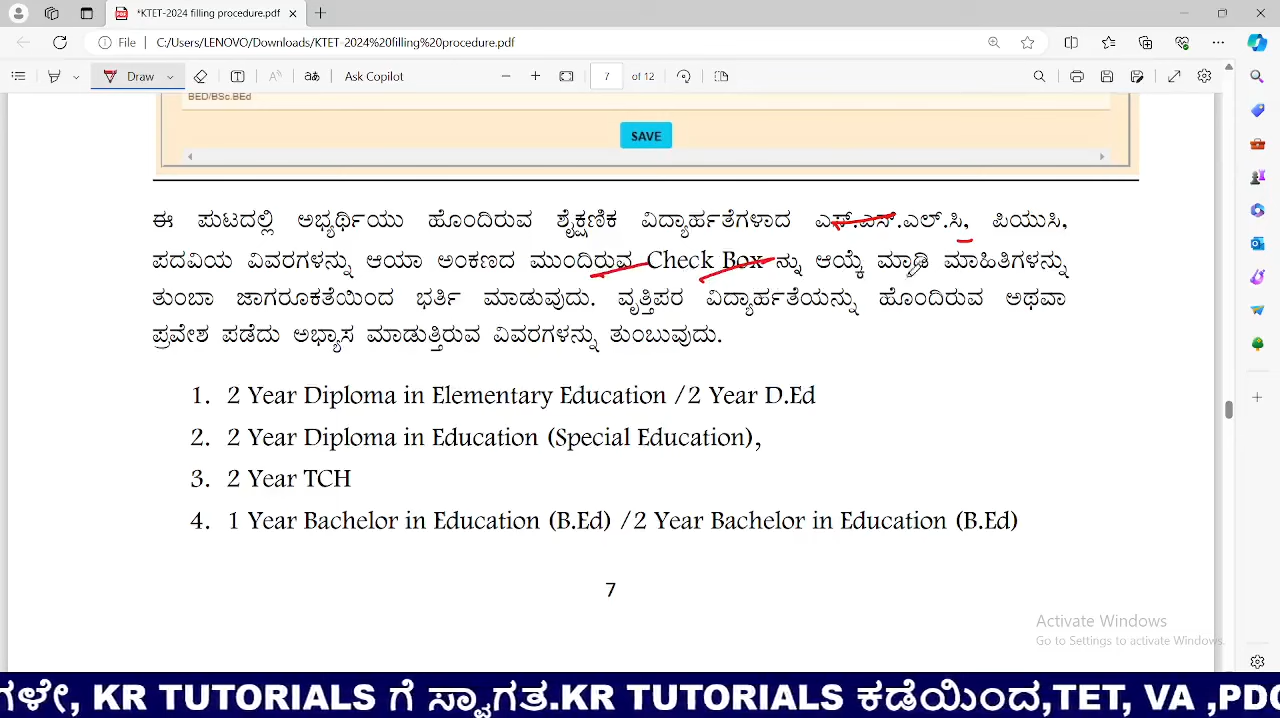 *KTET-2024 filling procedure.pdf
File C:/Users/LENOVO/Downloads/KTET-2024%20filling%20procedure.pdf
Draw Ask Copilot 7 of 12
BED/BSc.BEd
SAVE
ಈ ಪುಟದಲ್ಲಿ ಅಭ್ಯರ್ಥಿಯು ಹೊಂದಿರುವ ಶೈಕ್ಷಣಿಕ ವಿದ್ಯಾರ್ಹತೆಗಳಾದ ಎಸ್.ಎಸ್.ಎಲ್.ಸಿ, ಪಿಯುಸಿ,
ಪದವಿಯ ವಿವರಗಳನ್ನು ಆಯಾ ಅಂಕಣದ ಮುಂದಿರುವ Check Box ನ್ನು ಆಯ್ಕೆ ಮಾಡಿ ಮಾಹಿತಿಗಳನ್ನು
ತುಂಬಾ ಜಾಗರೂಕತೆಯಿಂದ ಭರ್ತಿ ಮಾಡುವುದು. ವೃತ್ತಿಪರ ವಿದ್ಯಾರ್ಹತೆಯನ್ನು ಹೊಂದಿರುವ ಅಥವಾ
ಪ್ರವೇಶ ಪಡೆದು ಅಭ್ಯಾಸ ಮಾಡುತ್ತಿರುವ ವಿವರಗಳನ್ನು ತುಂಬುವುದು.
1. 2 Year Diploma in Elementary Education /2 Year D.Ed
2. 2 Year Diploma in Education (Special Education),
3. 2 Year TCH
4. 1 Year Bachelor in Education (B.Ed) /2 Year Bachelor in Education (B.Ed)
7
Activate Windows
Go to Settings to activate Windows.
ಗಳೇ, KR TUTORIALS ಗೆ ಸ್ವಾಗತ.KR TUTORIALS ಕಡೆಯಿಂದ,TET, VA ,PDO